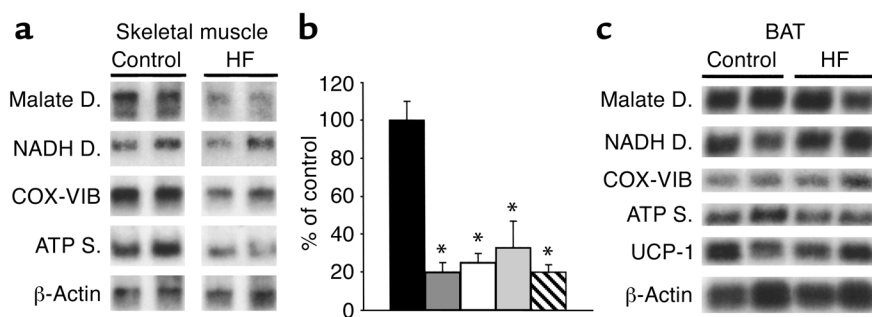 a
Skeletal muscle
Control HF
Malate D.
NADH D.
COX-VIB
ATP S.
β-Actin
b
% of control
120
100
80
60
40
20
0
* * * *
c
BAT
Control HF
Malate D.
NADH D.
COX-VIB
ATP S.
UCP-1
β-Actin